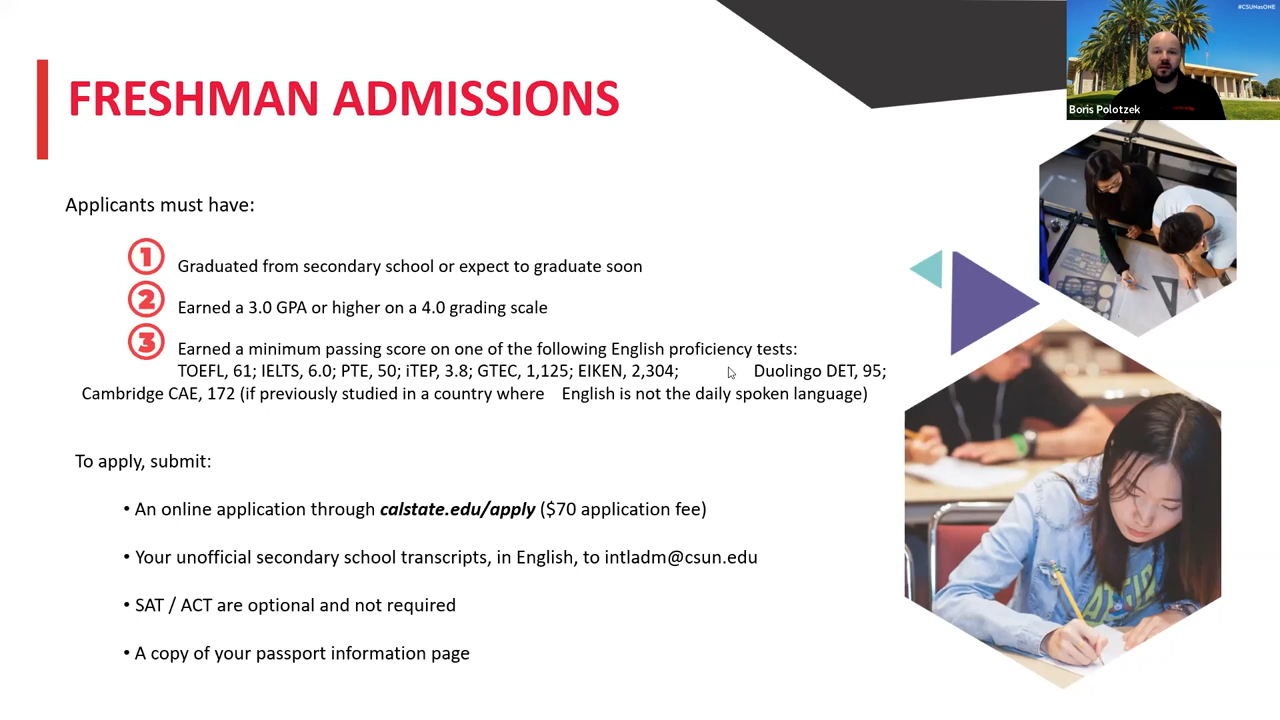 #CSUNasONE
Boris Polotzek
FRESHMAN ADMISSIONS
Applicants must have:
1 Graduated from secondary school or expect to graduate soon
2 Earned a 3.0 GPA or higher on a 4.0 grading scale
3 Earned a minimum passing score on one of the following English proficiency tests:
TOEFL, 61; IELTS, 6.0; PTE, 50; iTEP, 3.8; GTEC, 1,125; EIKEN, 2,304; Duolingo DET, 95;
Cambridge CAE, 172 (if previously studied in a country where English is not the daily spoken language)
To apply, submit:
• An online application through calstate.edu/apply ($70 application fee)
• Your unofficial secondary school transcripts, in English, to intladm@csun.edu
• SAT / ACT are optional and not required
• A copy of your passport information page